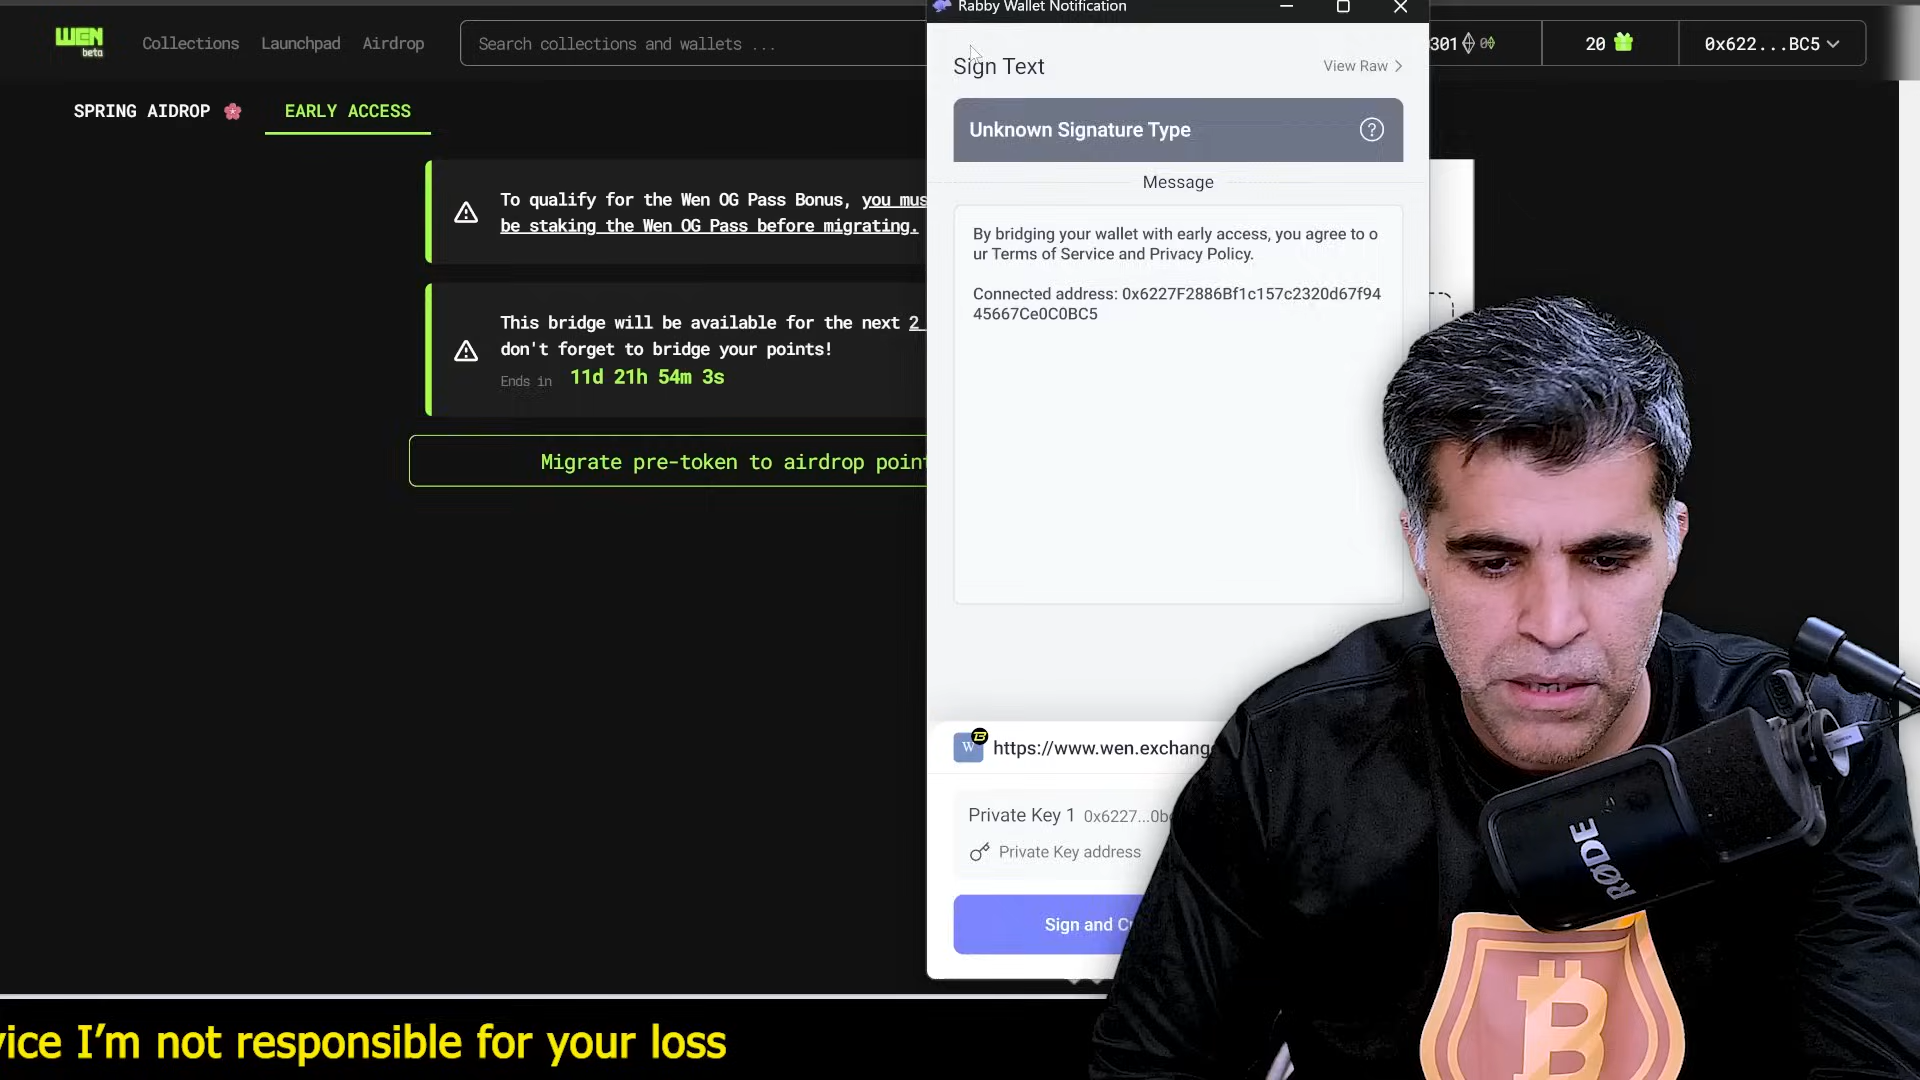 Rabby Wallet Notification
WEN
beta
Collections
Launchpad
Airdrop
Search collections and wallets ...
301
20
0x622...BC5
SPRING AIDROP
EARLY ACCESS
Sign Text
View Raw
Unknown Signature Type
To qualify for the Wen OG Pass Bonus, you mus
be staking the Wen OG Pass before migrating.
Message
By bridging your wallet with early access, you agree to o
ur Terms of Service and Privacy Policy.
Connected address: 0x6227F2886Bf1c157c2320d67f94
45667Ce0C0BC5
This bridge will be available for the next 2
don't forget to bridge your points!
Ends in 11d 21h 54m 3s
Migrate pre-token to airdrop point
W
https://www.wen.exchange
Private Key 1 0x6227...0b
Private Key address
Sign and C
RØDE
vice I'm not responsible for your loss